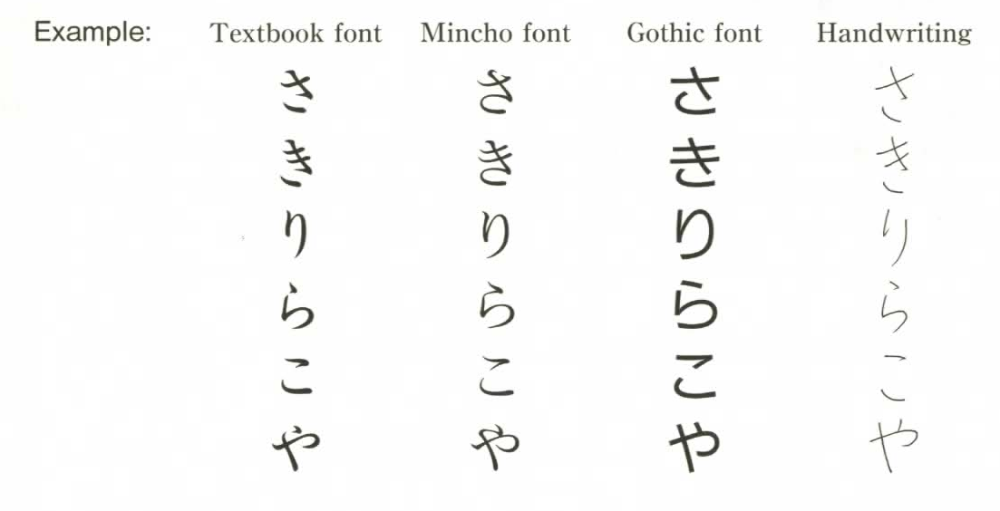 Example: Textbook font Mincho font Gothic font Handwriting
さ さ さ さ
き き き き
り り り り
ら ら ら ら
こ こ こ こ
や や や や